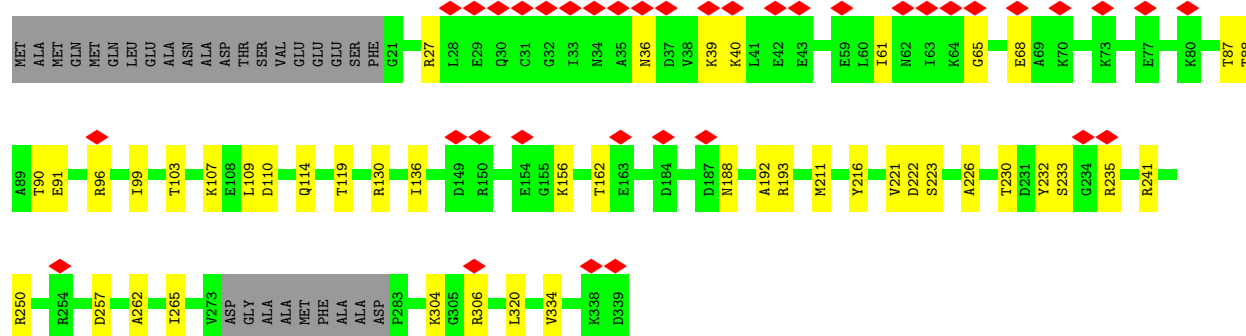 MET ALA MET GLN GLN MET GLN LEU GLU ALA ASN ALA ASP THR SER VAL GLU GLU GLU SER PHE G21 R27 L28 E29 Q30 C31 G32 I33 N34 A35 N36 D37 V38 K39 K40 L41 E42 E43 E59 L60 I61 N62 I63 K64 G65 E68 A69 K70 K73 E77 K80 T87 T88
A89 T90 E91 R96 I99 T103 K107 E108 L109 D110 Q114 T119 R130 I136 D149 R150 E154 G155 K156 T162 E163 D184 D187 N188 A192 R193 M211 Y216 V221 D222 S223 A226 T230 D231 Y232 S233 G234 R235 R241
R250 R254 D257 A262 I265 V273 ASP GLY ALA ALA MET PHE ALA ALA ASP P283 K304 G305 R306 L320 V334 K338 D339